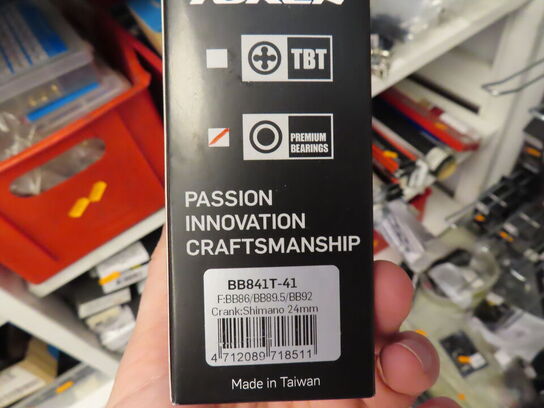 TOKEN
TBT
PREMIUM
BEARINGS
PASSION
INNOVATION
CRAFTSMANSHIP
BB841T-41
F:BB86/BB89.5/BB92
Crank:Shimano 24mm
4 712089 718511
Made in Taiwan